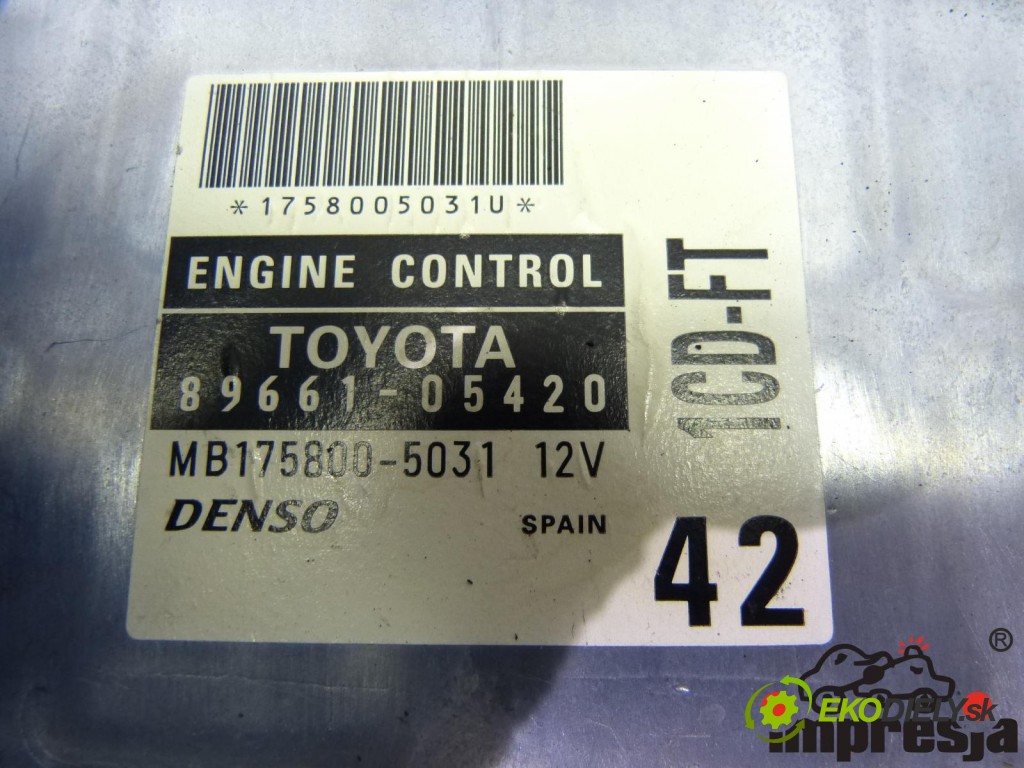 *1758005031U*
ENGINE CONTROL
TOYOTA
89661-05420
MB175800-5031 12V
DENSO
SPAIN
1CD-FT
42
®
EKODIELY.sk
impresja